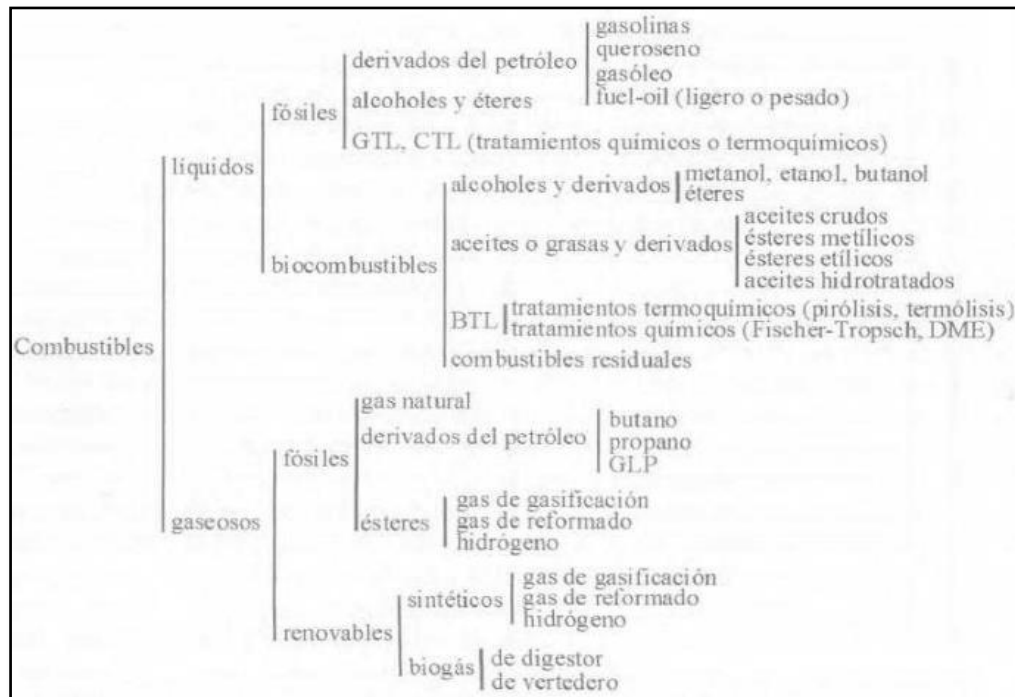 gasolinas
derivados del petróleo
queroseno
gasóleo
fuel-oil (ligero o pesado)
fósiles
alcoholes y éteres
GTL, CTL (tratamientos químicos o termoquímicos)
líquidos
alcoholes y derivados
metanol, etanol, butanol
éteres
biocombustibles
aceites o grasas y derivados
aceites crudos
ésteres metílicos
ésteres etílicos
aceites hidrotratados
BTL
tratamientos termoquímicos (pirólisis, termólisis)
tratamientos químicos (Fischer-Tropsch, DME)
combustibles residuales
Combustibles
gas natural
derivados del petróleo
butano
propano
GLP
fósiles
gaseosos
ésteres
gas de gasificación
gas de reformado
hidrógeno
renovables
sintéticos
gas de gasificación
gas de reformado
hidrógeno
biogás
de digestor
de vertedero